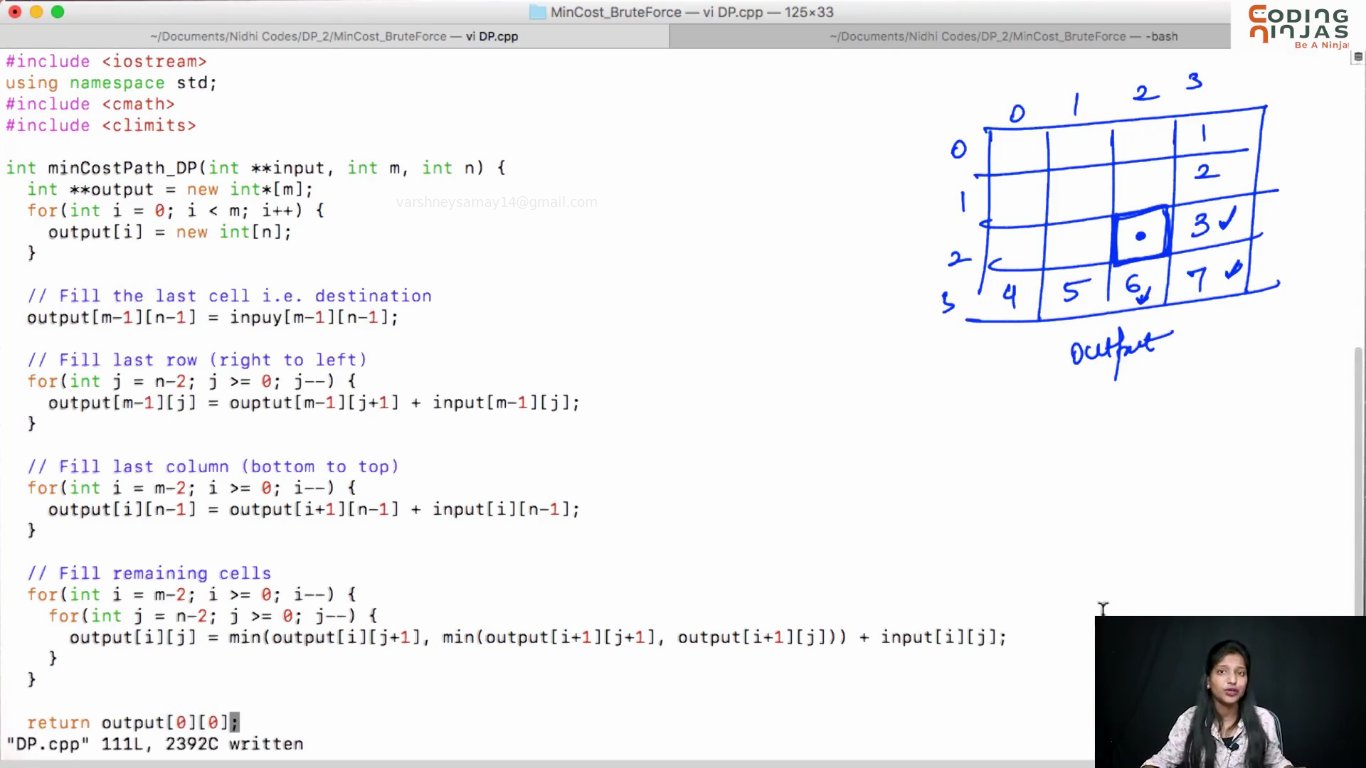 MinCost_BruteForce — vi DP.cpp — 125×33
~/Documents/Nidhi Codes/DP_2/MinCost_BruteForce — vi DP.cpp
~/Documents/Nidhi Codes/DP_2/MinCost_BruteForce — -bash
CODING
NINJAS
Be A Ninja
#include <iostream>
using namespace std;
#include <cmath>
#include <climits>
int minCostPath_DP(int **input, int m, int n) {
int **output = new int*[m];
for(int i = 0; i < m; i++) {
output[i] = new int[n];
}
// Fill the last cell i.e. destination
output[m-1][n-1] = inpuy[m-1][n-1];
// Fill last row (right to left)
for(int j = n-2; j >= 0; j--) {
output[m-1][j] = ouptut[m-1][j+1] + input[m-1][j];
}
// Fill last column (bottom to top)
for(int i = m-2; i >= 0; i--) {
output[i][n-1] = output[i+1][n-1] + input[i][n-1];
}
// Fill remaining cells
for(int i = m-2; i >= 0; i--) {
for(int j = n-2; j >= 0; j--) {
output[i][j] = min(output[i][j+1], min(output[i+1][j+1], output[i+1][j])) + input[i][j];
}
}
return output[0][0];
"DP.cpp" 111L, 2392C written
varshneysamay14@gmail.com
0 1 2 3
0 1
1 2
2 3
3 4 5 6 7
output